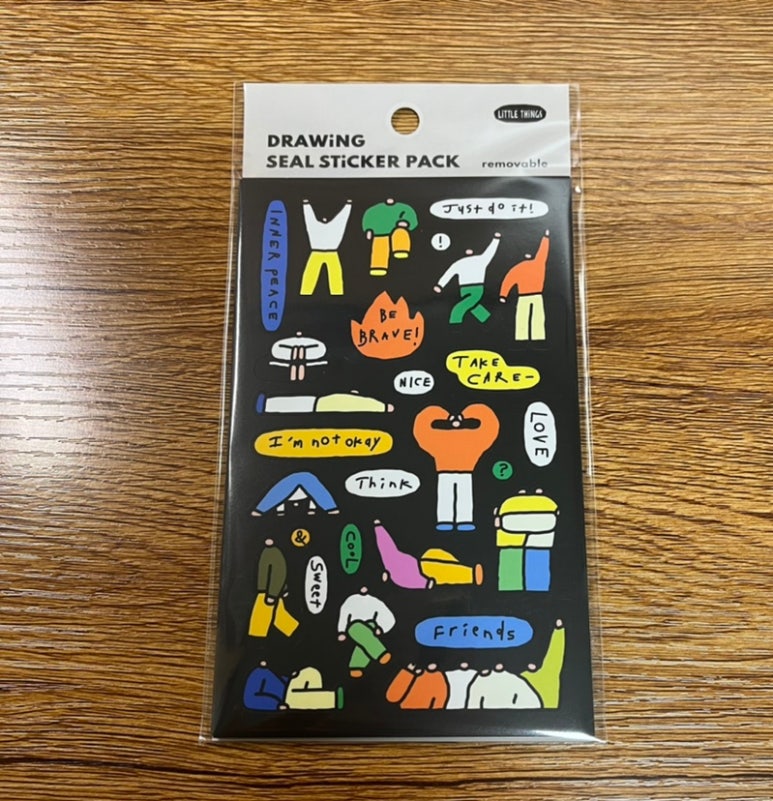 LiTTLE THiNGS
DRAWiNG
SEAL STiCKER PACK
removable
INNER PEACE
Just do it!
!
BE
BRAVE!
TAKE
CARE-
NICE
LOVE
I'm not okay
?
Think
&
COOL
Sweet
Friends